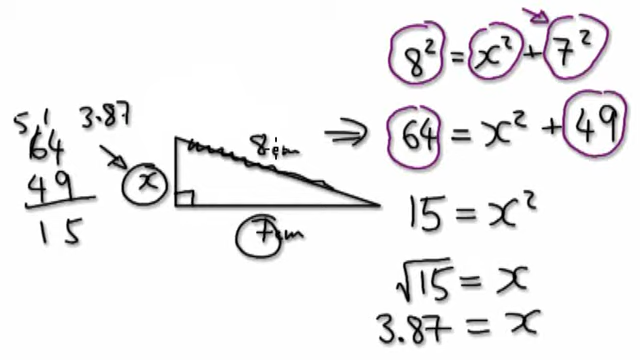 8² = x² + 7²
64 = x² + 49
15 = x²
√15 = x
3.87 = x
5 1
64
49
15
3.87
x
8cm
7cm